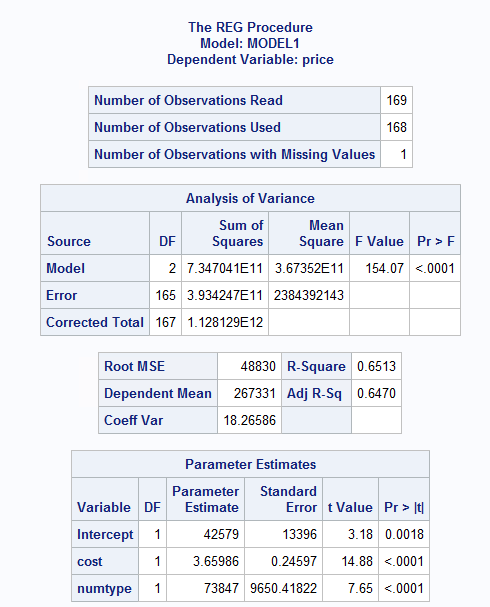 The REG Procedure
Model: MODEL1
Dependent Variable: price
Number of Observations Read 169
Number of Observations Used 168
Number of Observations with Missing Values 1
Analysis of Variance
Source DF Sum of Squares Mean Square F Value Pr > F
Model 2 7.347041E11 3.67352E11 154.07 <.0001
Error 165 3.934247E11 2384392143
Corrected Total 167 1.128129E12
Root MSE 48830 R-Square 0.6513
Dependent Mean 267331 Adj R-Sq 0.6470
Coeff Var 18.26586
Parameter Estimates
Variable DF Parameter Estimate Standard Error t Value Pr > |t|
Intercept 1 42579 13396 3.18 0.0018
cost 1 3.65986 0.24597 14.88 <.0001
numtype 1 73847 9650.41822 7.65 <.0001